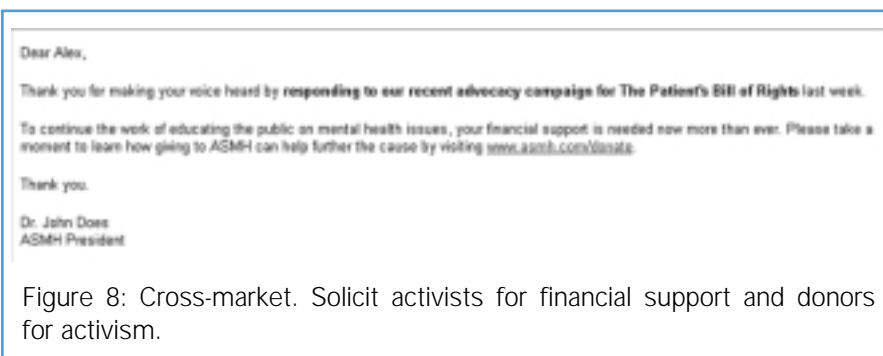 Dear Alex,
Thank you for making your voice heard by responding to our recent advocacy campaign for The Patient's Bill of Rights last week.
To continue the work of educating the public on mental health issues, your financial support is needed now more than ever. Please take a
moment to learn how giving to ASMH can help further the cause by visiting www.asmh.com/donate.
Thank you.
Dr. John Does
ASMH President
Figure 8: Cross-market. Solicit activists for financial support and donors
for activism.